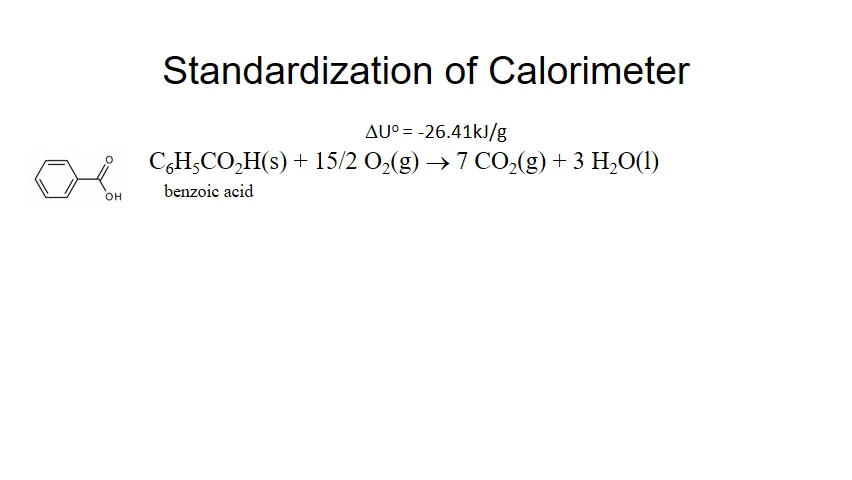 Standardization of Calorimeter
ΔU° = -26.41kJ/g
C₆H₅CO₂H(s) + 15/2 O₂(g) → 7 CO₂(g) + 3 H₂O(l)
O
OH
benzoic acid